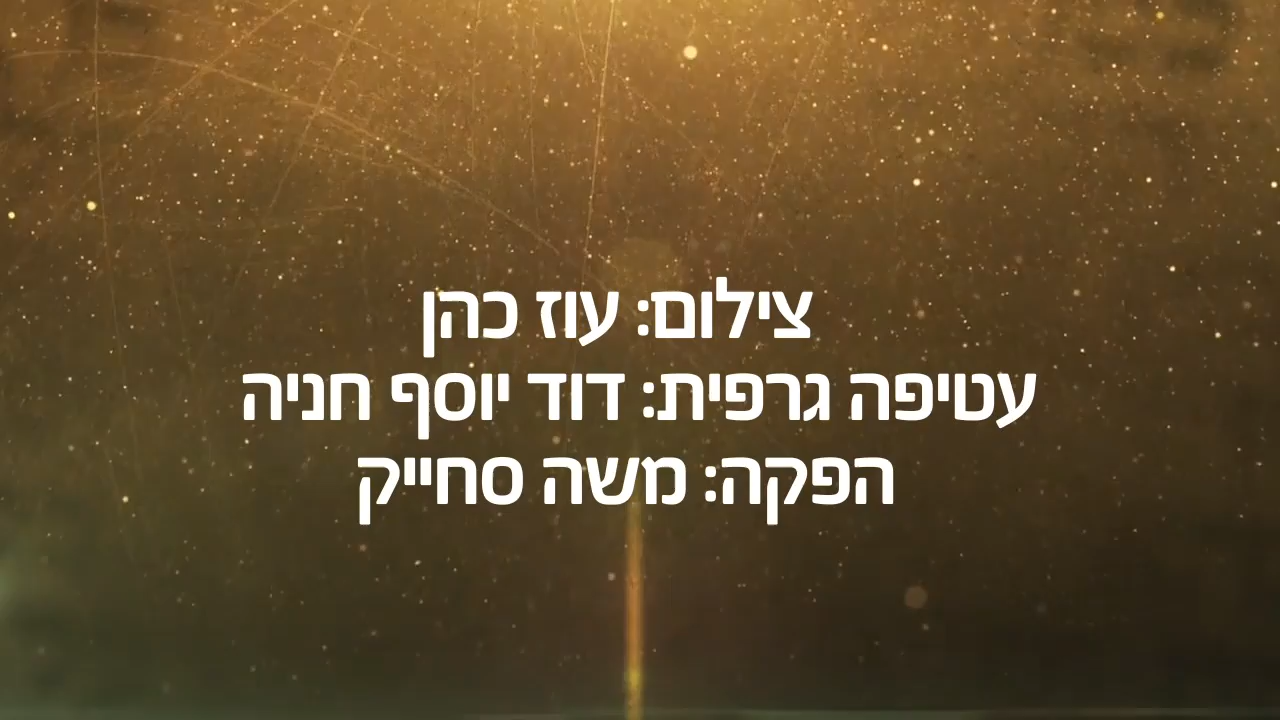 צילום: עוז כהן
עטיפה גרפית: דוד יוסף חניה
הפקה: משה סחייק